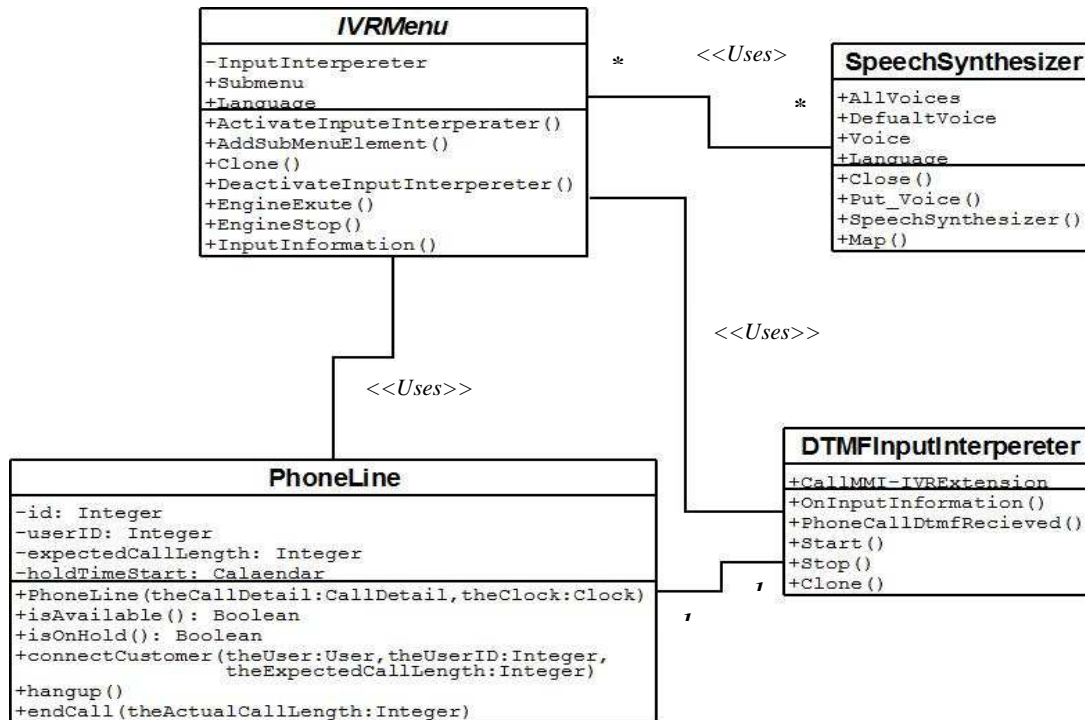 IVRMenu
-InputInterpereter
+Submenu
+Language
+ActivateInputeInterperater()
+AddSubMenuElement()
+Clone()
+DeactivateInputInterpereter()
+EngineExute()
+EngineStop()
+InputInformation()
*
<<Uses>
*
SpeechSynthesizer
+AllVoices
+DefualtVoice
+Voice
+Language
+Close()
+Put_Voice()
+SpeechSynthesizer()
+Map()
<<Uses>>
<<Uses>>
PhoneLine
-id: Integer
-userID: Integer
-expectedCallLength: Integer
-holdTimeStart: Calaendar
+PhoneLine(theCallDetail:CallDetail,theClock:Clock)
+isAvailable(): Boolean
+isOnHold(): Boolean
+connectCustomer(theUser:User,theUserID:Integer,
theExpectedCallLength:Integer)
+hangup()
+endCall(theActualCallLength:Integer)
DTMFInputInterpereter
+CallMMI-IVRExtension
+OnInputInformation()
+PhoneCallDtmfRecieved()
+Start()
+Stop()
+Clone()
1
1